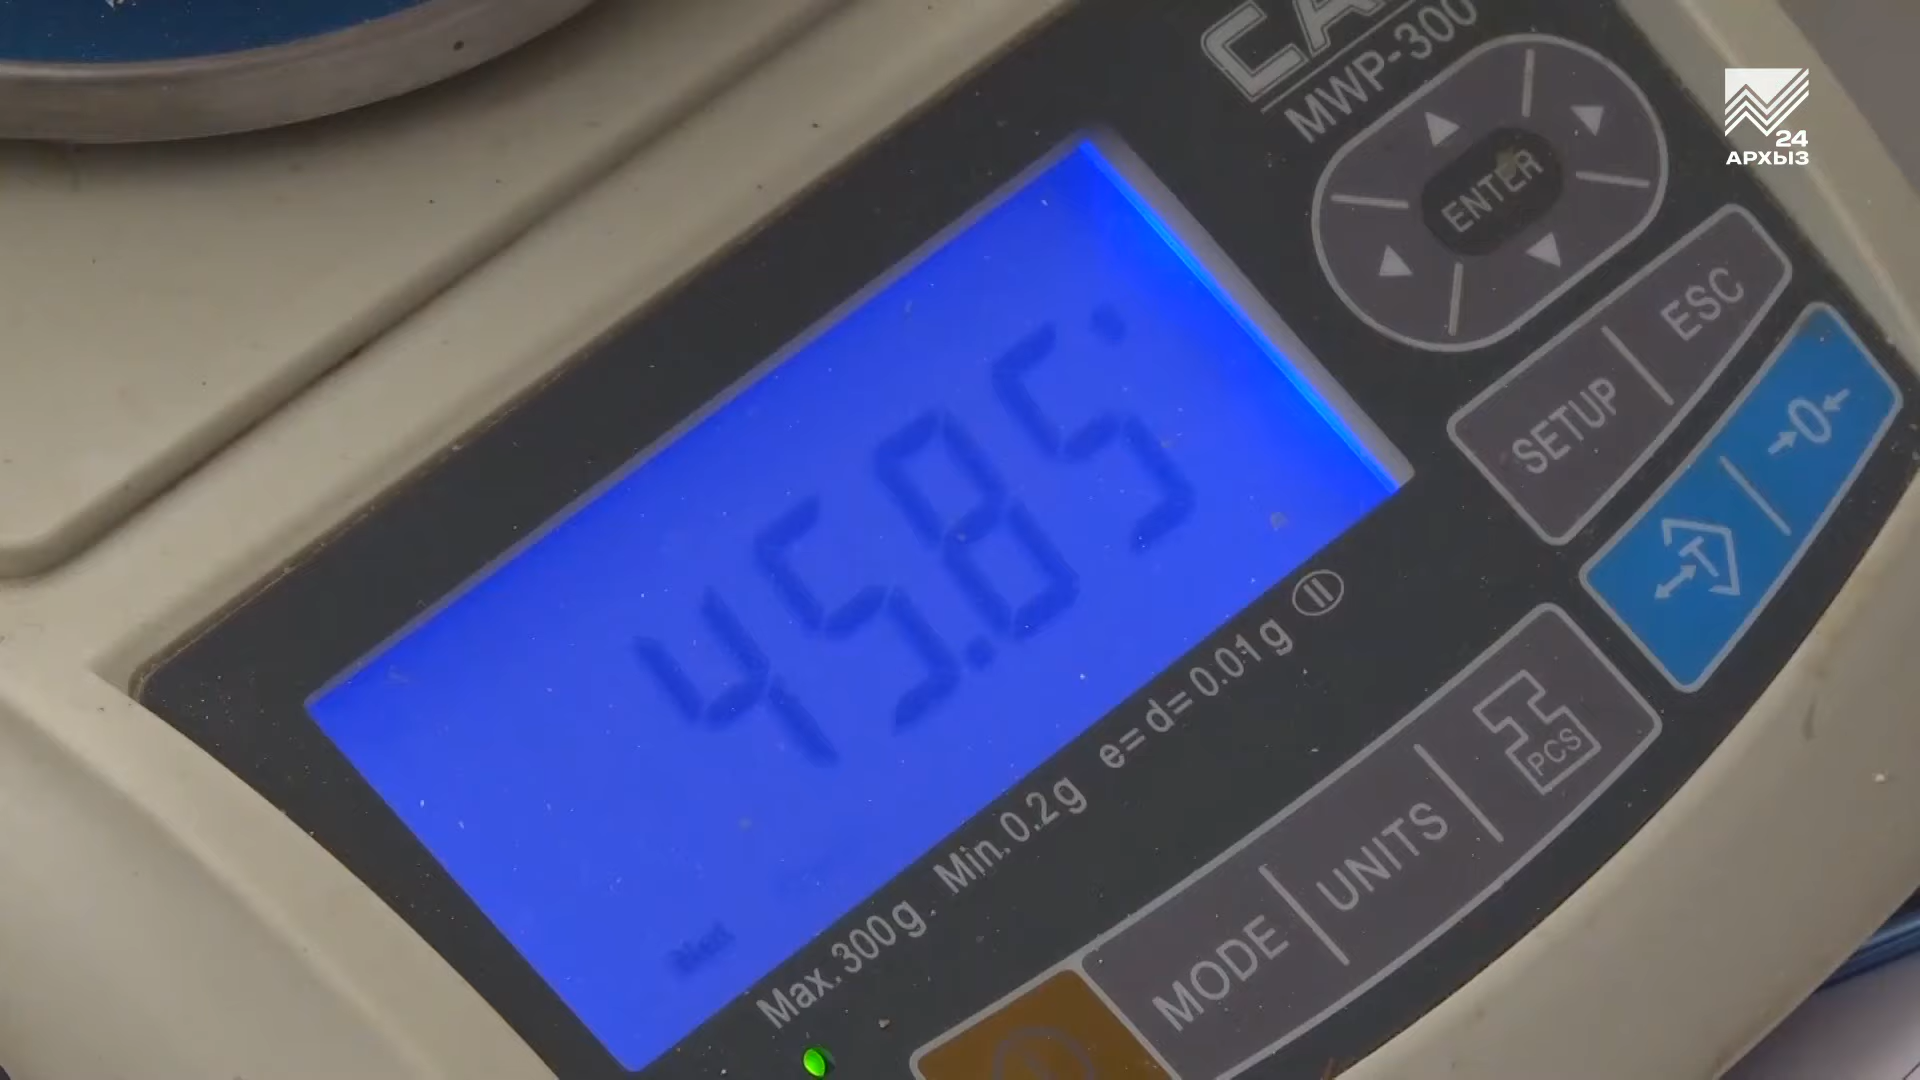 MWP-300
24
АРХЫЗ
ENTER
SETUP
ESC
→0←
→T←
45.85
Net
Max. 300g Min. 0.2g e= d= 0.01g II
MODE
UNITS
PCS